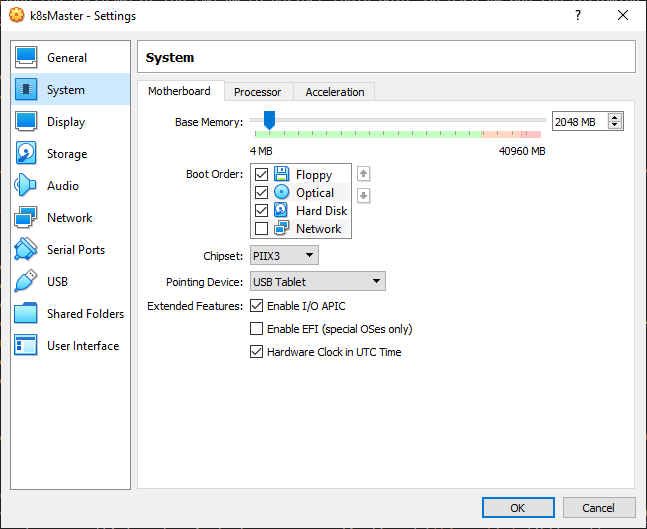 k8sMaster - Settings
?
General
System
Display
Storage
Audio
Network
Serial Ports
USB
Shared Folders
User Interface
System
Motherboard
Processor
Acceleration
Base Memory:
2048 MB
4 MB
40960 MB
Boot Order:
Floppy
Optical
Hard Disk
Network
Chipset:
PIIX3
Pointing Device:
USB Tablet
Extended Features:
Enable I/O APIC
Enable EFI (special OSes only)
Hardware Clock in UTC Time
OK
Cancel